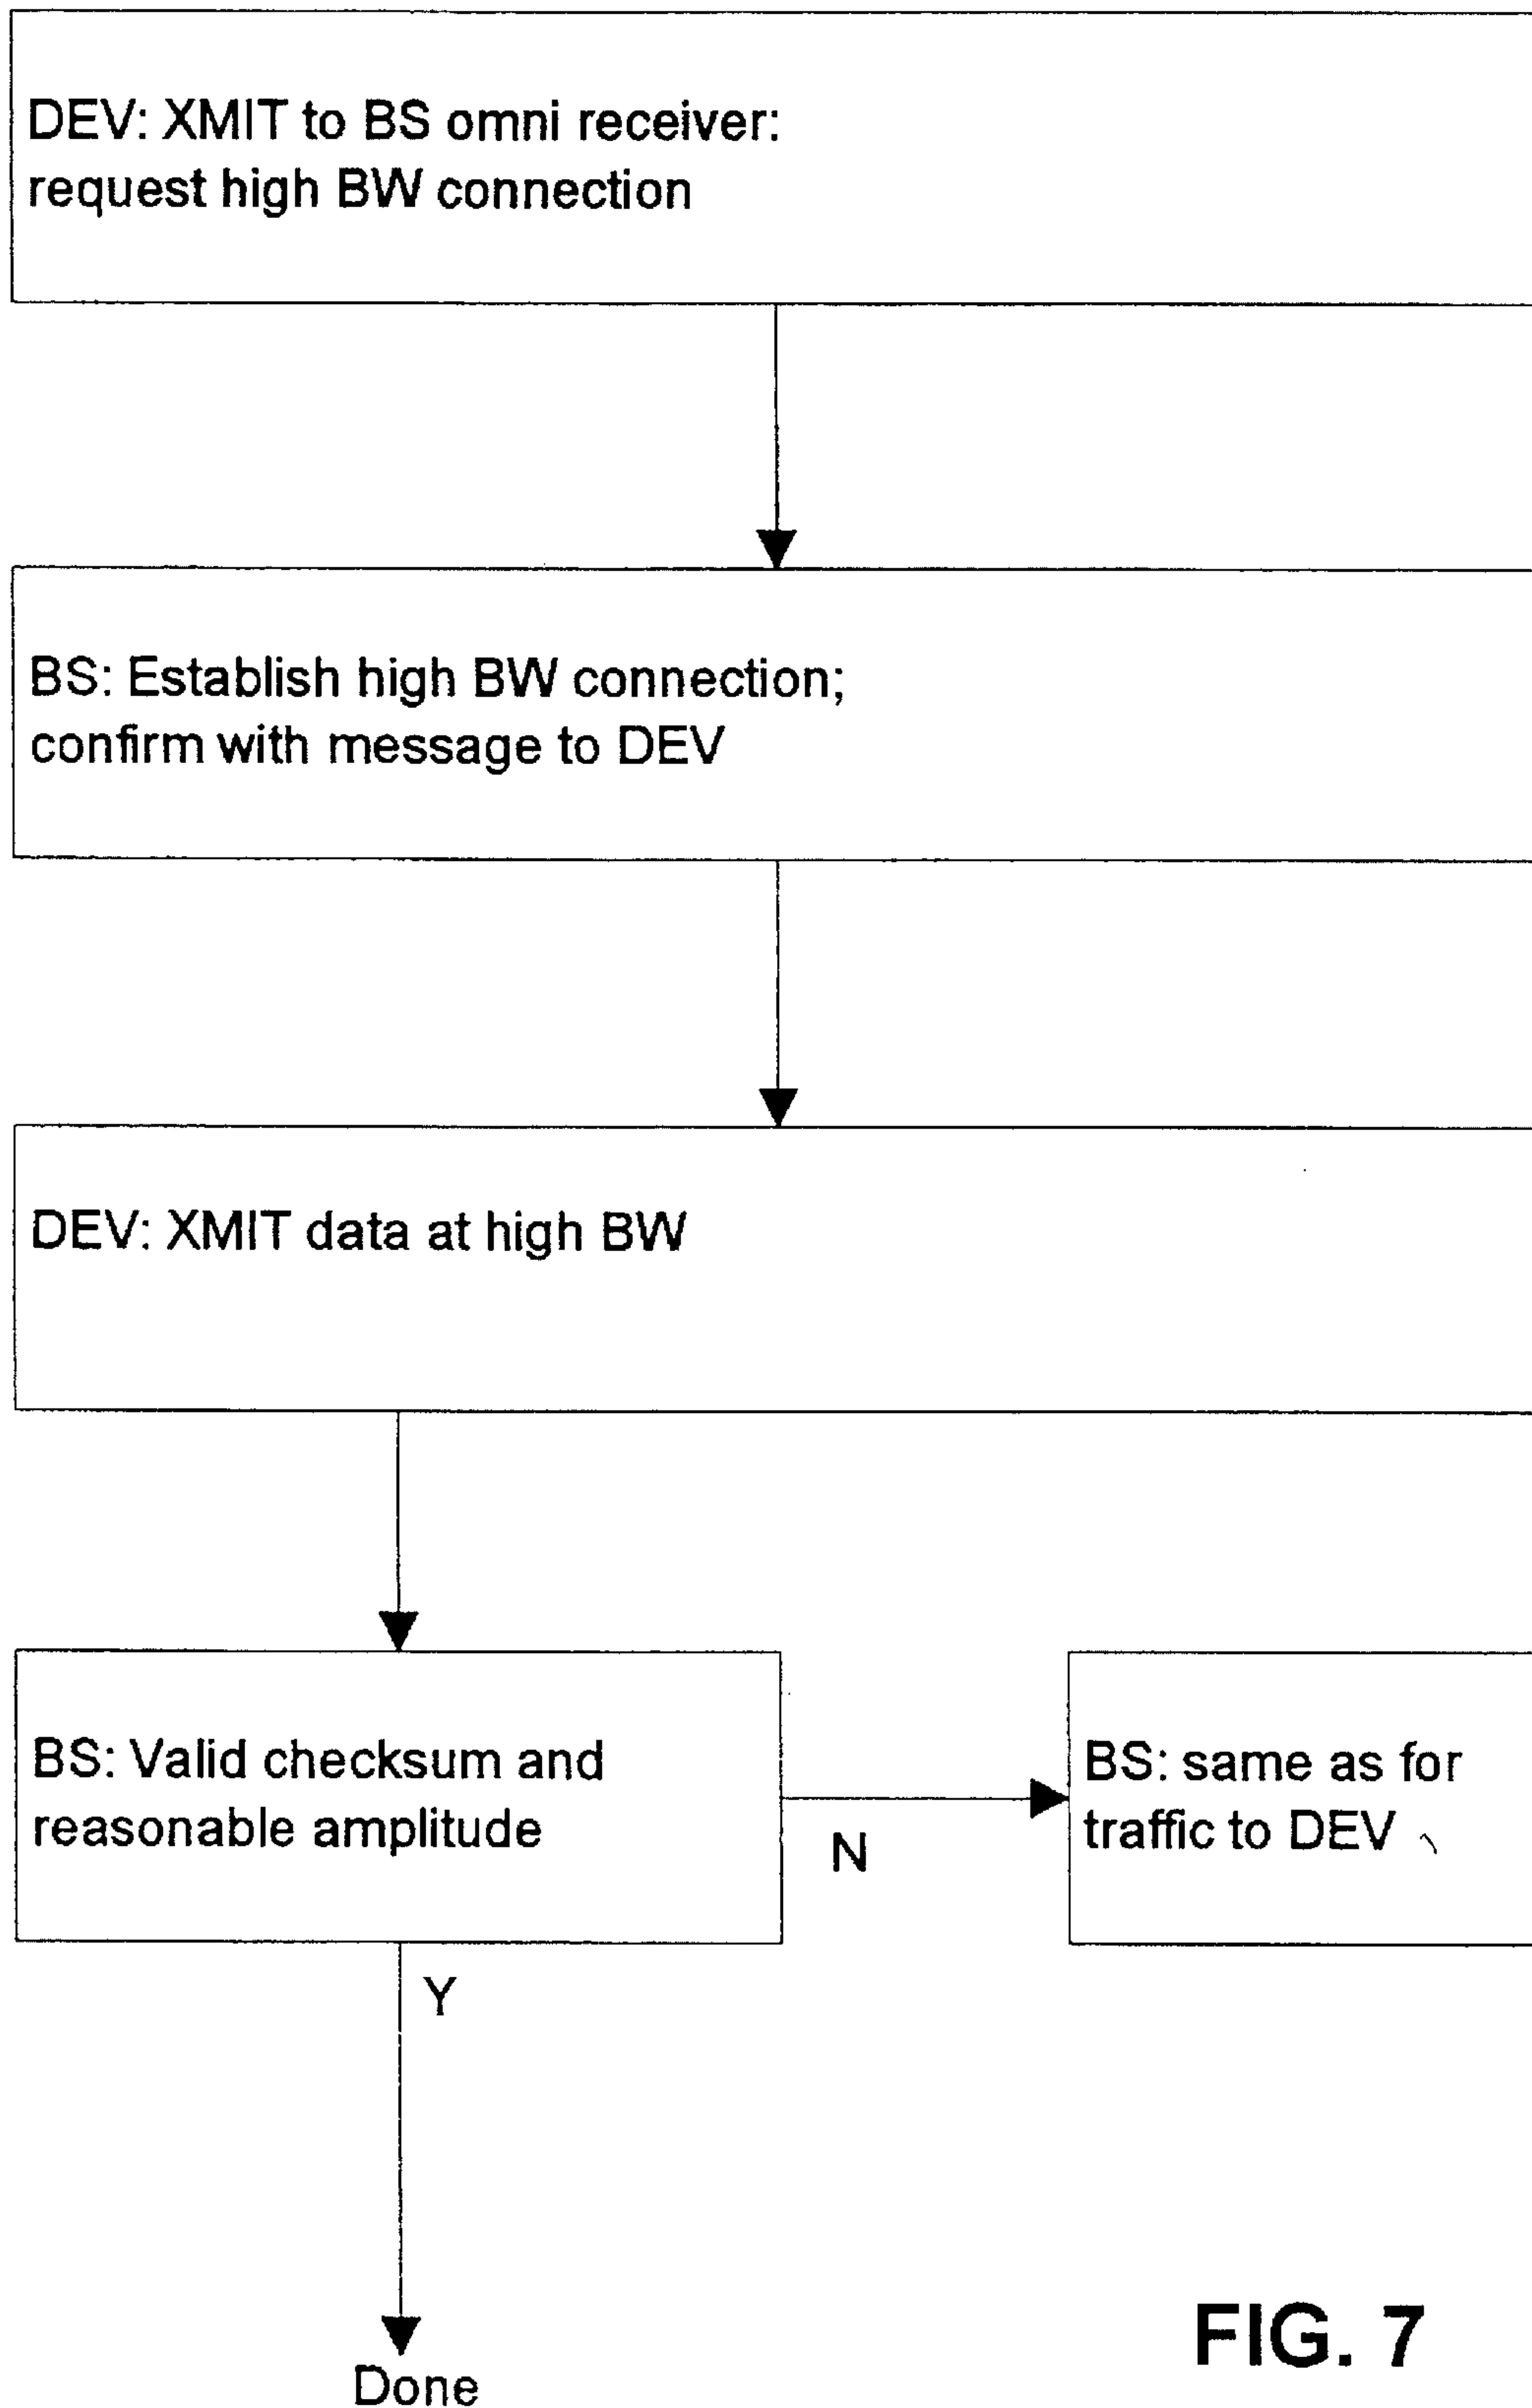 DEV: XMIT to BS omni receiver:
request high BW connection
BS: Establish high BW connection;
confirm with message to DEV
DEV: XMIT data at high BW
BS: Valid checksum and
reasonable amplitude
N
BS: same as for
traffic to DEV
Y
Done
FIG. 7